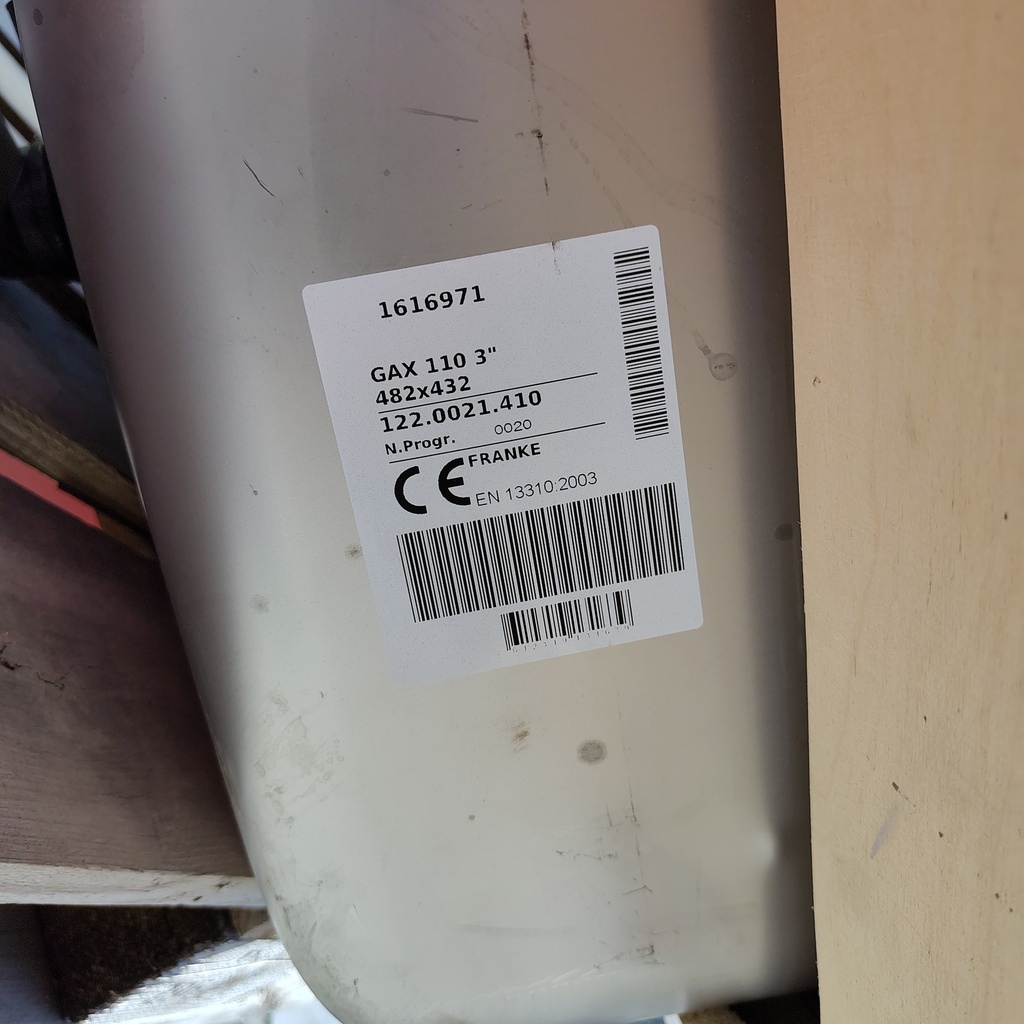 1616971
GAX 110 3"
482x432
122.0021.410
N.Progr. 0020
CE FRANKE
EN 13310:2003